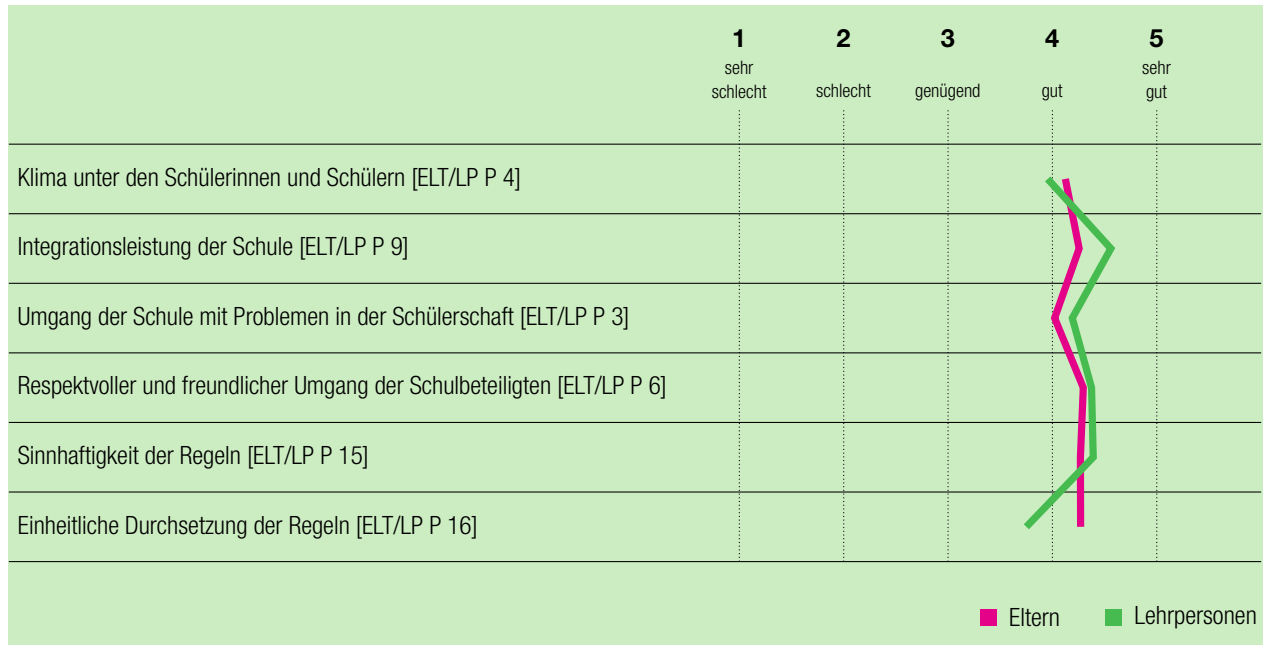 1 2 3 4 5
sehr schlecht schlecht genügend gut sehr gut
Klima unter den Schülerinnen und Schülern [ELT/LP P 4]
Integrationsleistung der Schule [ELT/LP P 9]
Umgang der Schule mit Problemen in der Schülerschaft [ELT/LP P 3]
Respektvoller und freundlicher Umgang der Schulbeteiligten [ELT/LP P 6]
Sinnhaftigkeit der Regeln [ELT/LP P 15]
Einheitliche Durchsetzung der Regeln [ELT/LP P 16]
Eltern Lehrpersonen